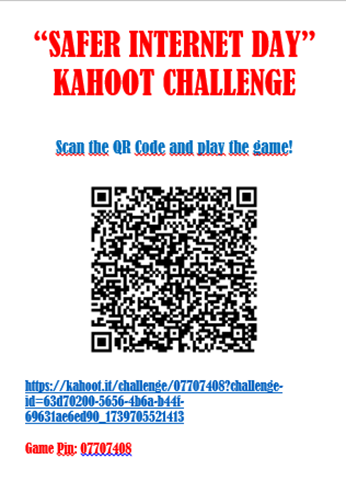 “SAFER INTERNET DAY”
KAHOOT CHALLENGE
Scan the QR Code and play the game!
https://kahoot.it/challenge/07707408?challenge-
id=63d70200-5656-4b6a-b44f-
69631ae6ed90_1739705521413
Game Pin: 07707408